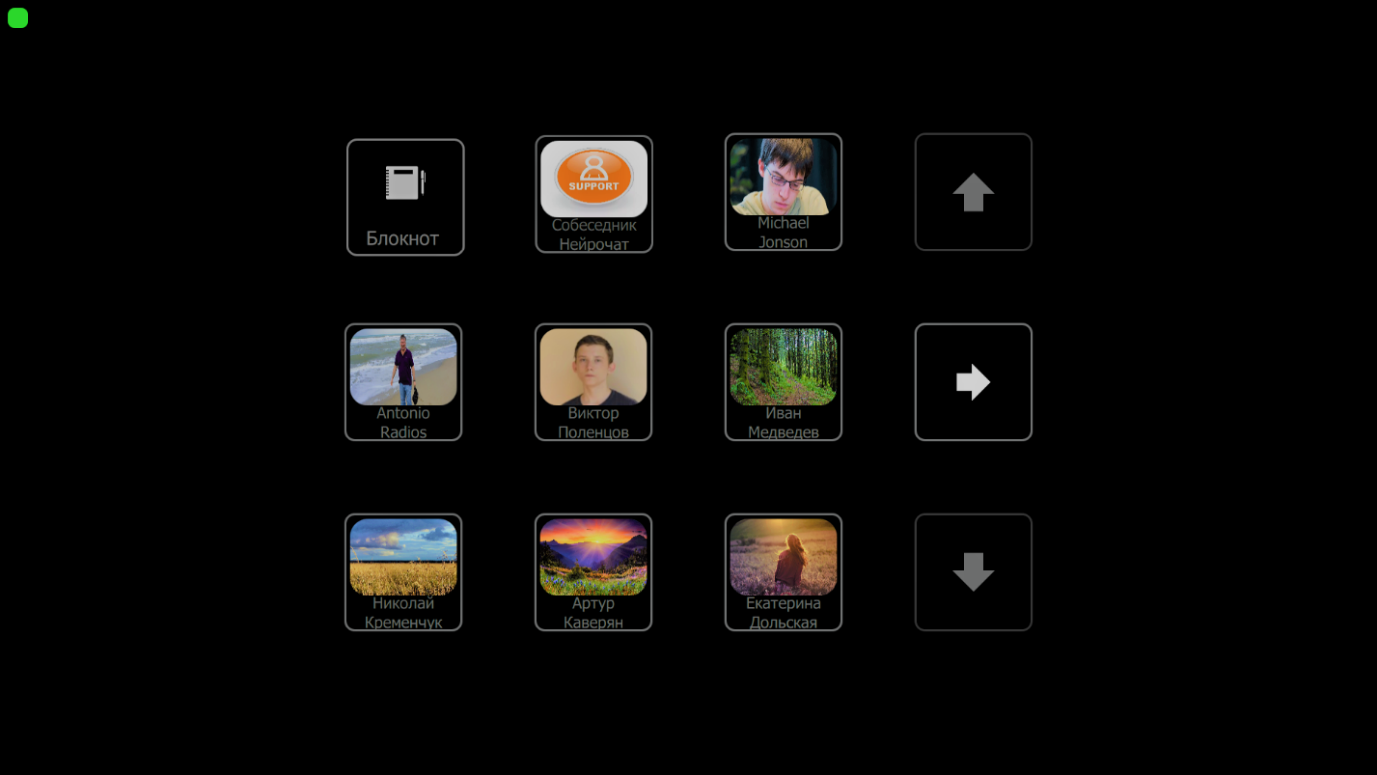 Блокнот
SUPPORT
Собеседник
Нейрочат
Michael
Jonson
Antonio
Radios
Виктор
Поленцов
Иван
Медведев
Николай
Кременчук
Артур
Каверян
Екатерина
Дольская